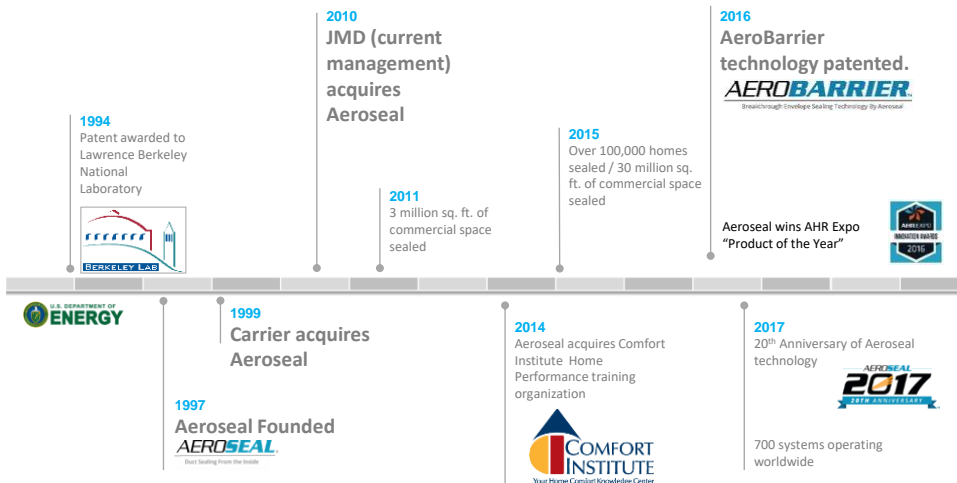 2010
JMD (current
management)
acquires
Aeroseal
2016
AeroBarrier
technology patented.
AEROBARRIER
Breakthrough Envelope Sealing Technology By Aeroseal
1994
Patent awarded to
Lawrence Berkeley
National
Laboratory
BERKELEY LAB
2011
3 million sq. ft. of
commercial space
sealed
2015
Over 100,000 homes
sealed / 30 million sq.
ft. of commercial space
sealed
Aeroseal wins AHR Expo
“Product of the Year”
AHR EXPO
INNOVATION AWARDS
2016
U.S. DEPARTMENT OF
ENERGY
1999
Carrier acquires
Aeroseal
1997
Aeroseal Founded
AEROSEAL
Duct Sealing From the Inside
2014
Aeroseal acquires Comfort
Institute Home
Performance training
organization
COMFORT
INSTITUTE
Your Home Comfort Knowledge Center
2017
20th Anniversary of Aeroseal
technology
AEROSEAL
2017
20TH ANNIVERSARY
700 systems operating
worldwide